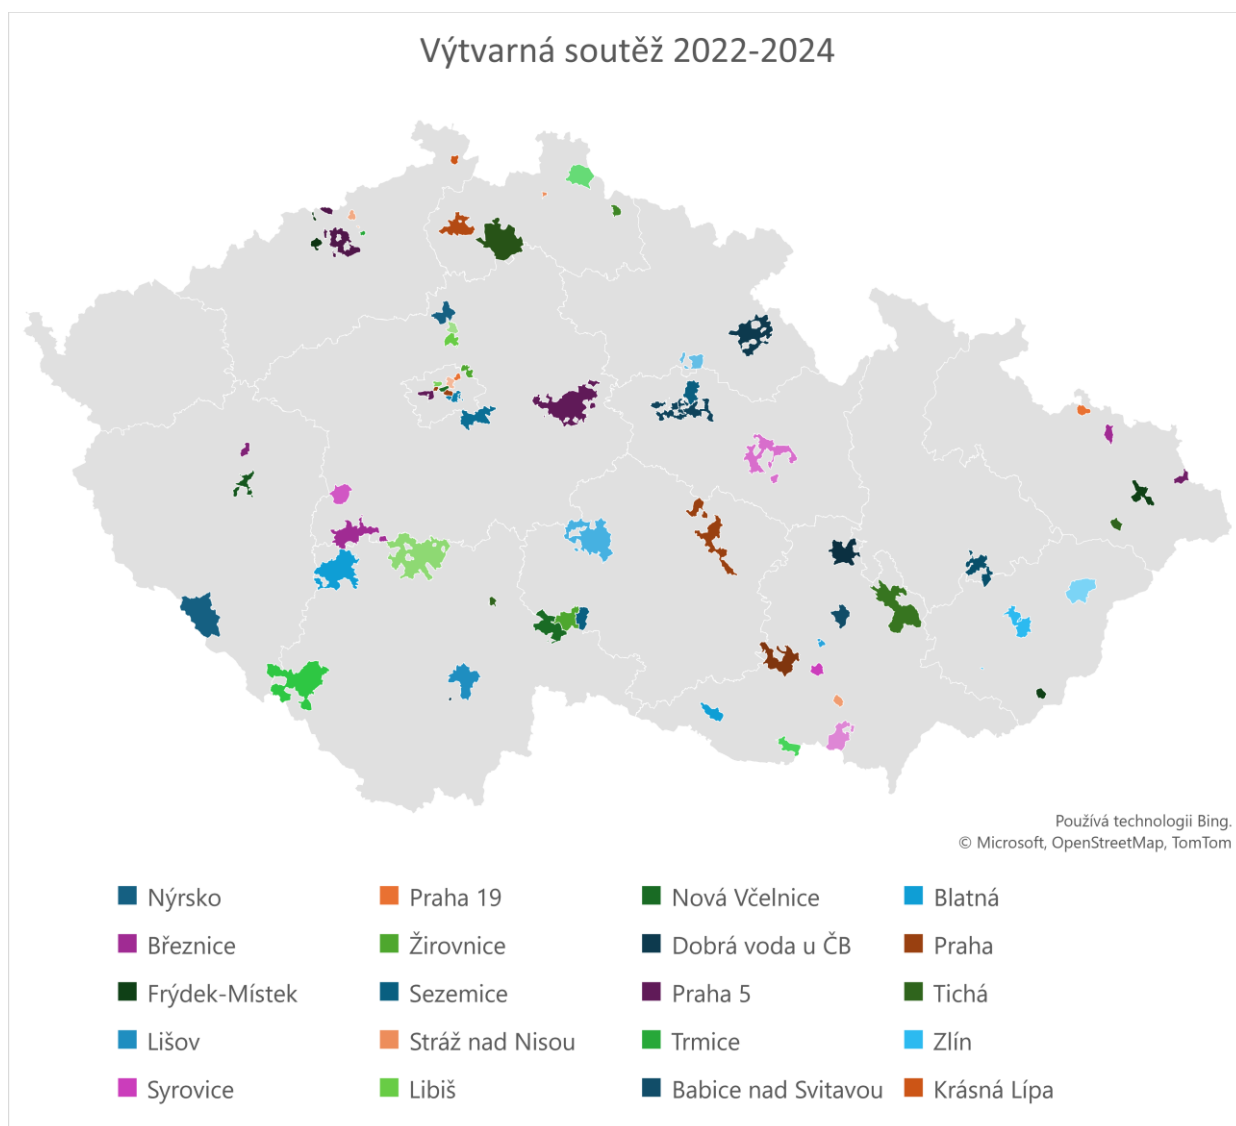 Výtvarná soutěž 2022-2024
Používá technologii Bing.
© Microsoft, OpenStreetMap, TomTom
Nýrsko Praha 19 Nová Včelnice Blatná
Březnice Žirovnice Dobrá voda u ČB Praha
Frýdek-Místek Sezemice Praha 5 Tichá
Lišov Stráž nad Nisou Trmice Zlín
Syrovice Libiš Babice nad Svitavou Krásná Lípa